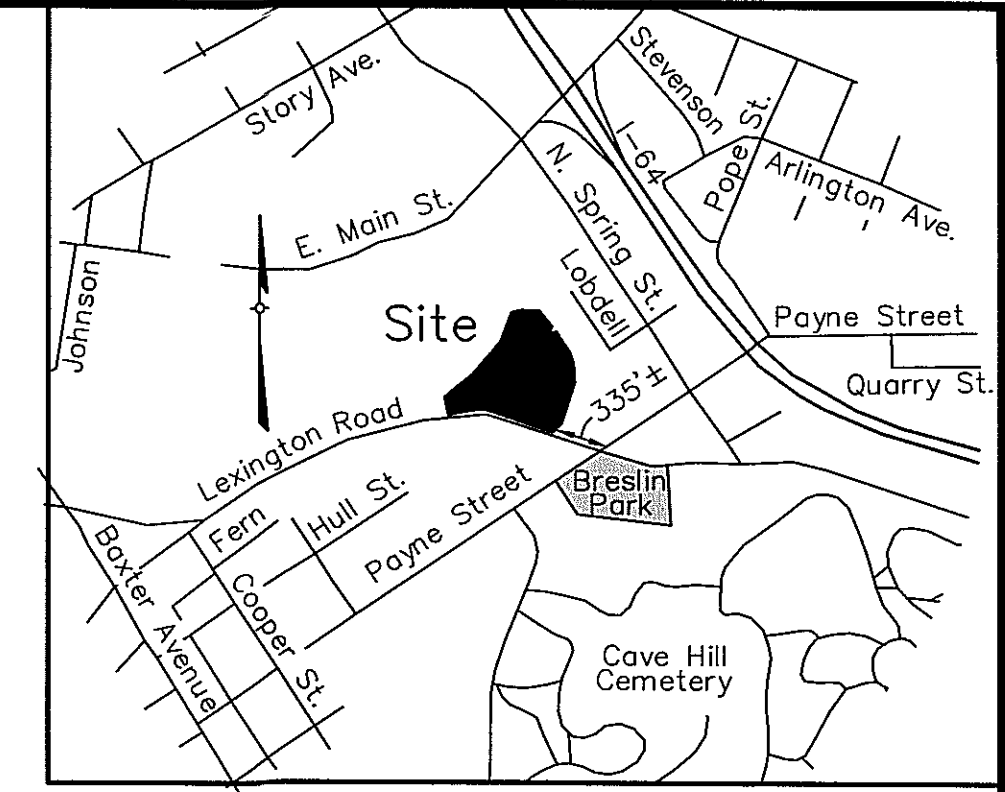 Story Ave.
Stevenson
I-64
Pope St.
Arlington Ave.
E. Main St.
N. Spring St.
Lobdell
Johnson
Site
Payne Street
Quarry St.
335'±
Lexington Road
Breslin
Park
Fern
Hull St.
Payne Street
Baxter Avenue
Cooper St.
Cave Hill
Cemetery